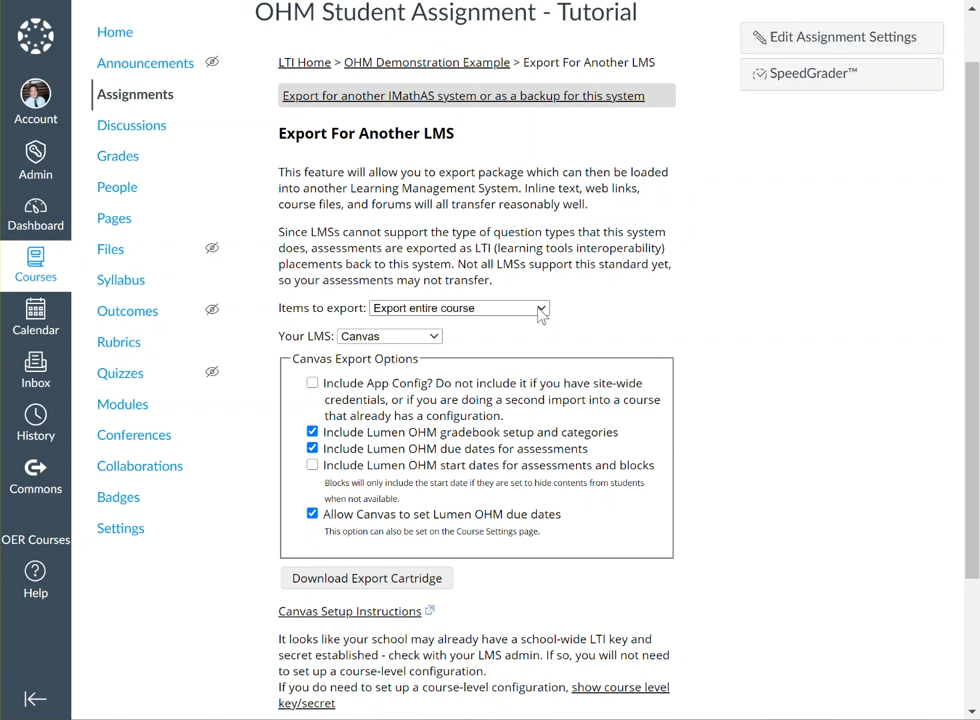 OHM Student Assignment - Tutorial
Account
Admin
Dashboard
Courses
Calendar
Inbox
History
Commons
OER Courses
Help
Home
Announcements
Assignments
Discussions
Grades
People
Pages
Files
Syllabus
Outcomes
Rubrics
Quizzes
Modules
Conferences
Collaborations
Badges
Settings
LTI Home > OHM Demonstration Example > Export For Another LMS
Export for another IMathAS system or as a backup for this system
Export For Another LMS
This feature will allow you to export package which can then be loaded
into another Learning Management System. Inline text, web links,
course files, and forums will all transfer reasonably well.
Since LMSs cannot support the type of question types that this system
does, assessments are exported as LTI (learning tools interoperability)
placements back to this system. Not all LMSs support this standard yet,
so your assessments may not transfer.
Items to export: Export entire course
Your LMS: Canvas
Canvas Export Options
Include App Config? Do not include it if you have site-wide
credentials, or if you are doing a second import into a course
that already has a configuration.
Include Lumen OHM gradebook setup and categories
Include Lumen OHM due dates for assessments
Include Lumen OHM start dates for assessments and blocks
Blocks will only include the start date if they are set to hide contents from students
when not available.
Allow Canvas to set Lumen OHM due dates
This option can also be set on the Course Settings page.
Download Export Cartridge
Canvas Setup Instructions
It looks like your school may already have a school-wide LTI key and
secret established - check with your LMS admin. If so, you will not need
to set up a course-level configuration.
If you do need to set up a course-level configuration, show course level
key/secret
Edit Assignment Settings
SpeedGrader™